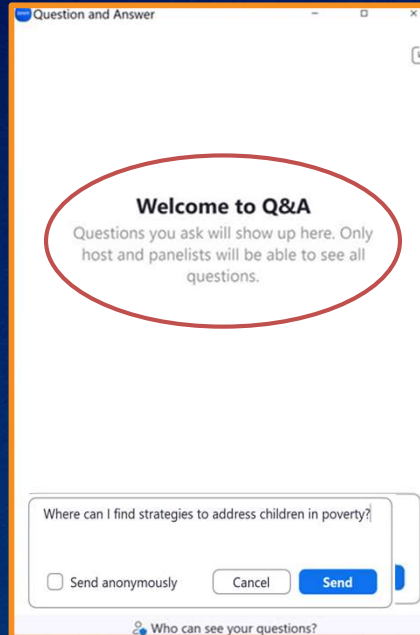 Question and Answer
Welcome to Q&A
Questions you ask will show up here. Only
host and panelists will be able to see all
questions.
Where can I find strategies to address children in poverty?
Send anonymously
Cancel
Send
Who can see your questions?